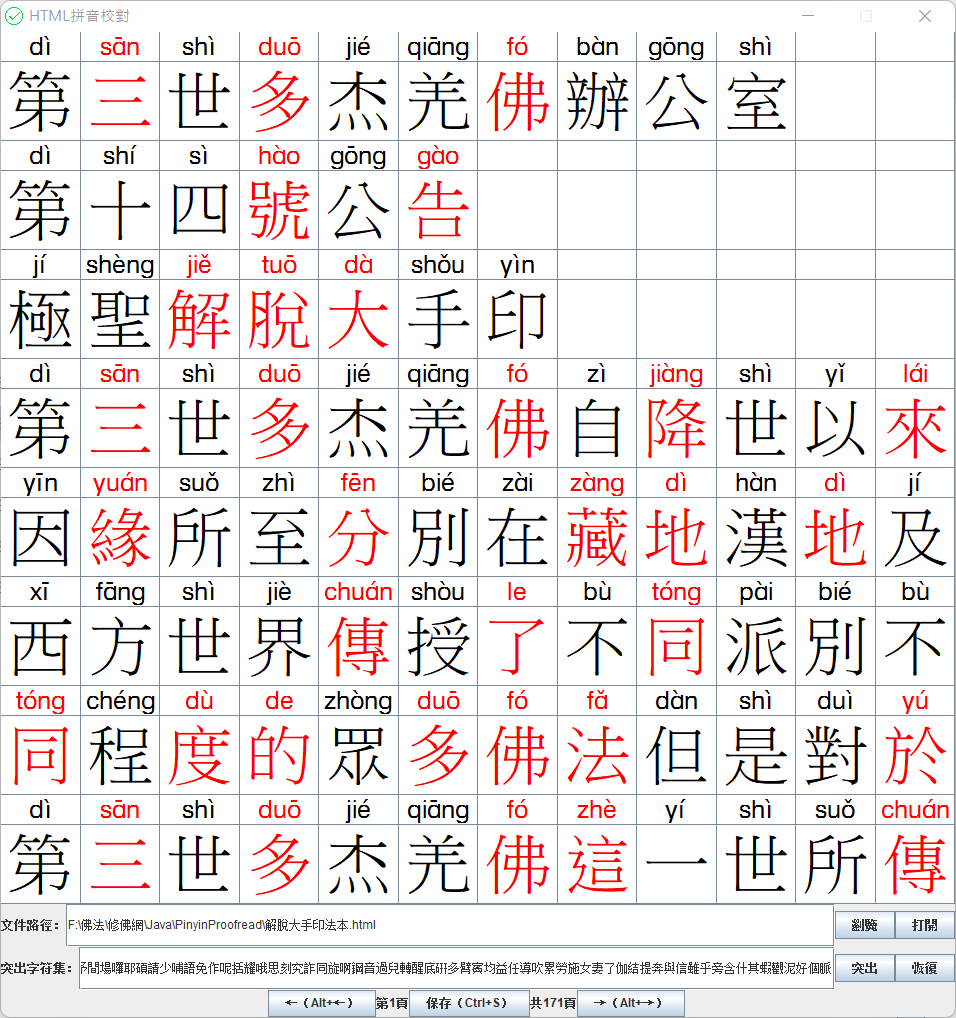 HTML拼音校對
dì sān shì duō jié qiāng fó bàn gōng shì
第三世多杰羌佛辦公室
dì shí sì hào gōng gào
第十四號公告
jí shèng jiě tuō dà shǒu yìn
極聖解脫大手印
dì sān shì duō jié qiāng fó zì jiàng shì yǐ lái
第三世多杰羌佛自降世以來
yīn yuán suǒ zhì fēn bié zài zàng dì hàn dì jí
因緣所至分別在藏地漢地及
xī fāng shì jiè chuán shòu le bù tóng pài bié bù
西方世界傳授了不同派別不
tóng chéng dù de zhòng duō fó fǎ dàn shì duì yú
同程度的眾多佛法但是對於
dì sān shì duō jié qiāng fó zhè yí shì suǒ chuán
第三世多杰羌佛這一世所傳
文件路徑: F:\佛法\修佛網\Java\PinyinProofread\解脫大手印法本.html 瀏覽 打開
突出字符集: 間場囉耶碩請少哺語免作呢括耀哦思刻究詐同旋啊鋼音過兒轉醒底研多臂賓均益任導吹累勞施女妻了伽結提奔與信雖乎旁含什其蝦觀泥好個脈 突出 恢復
←（Alt+←） 第1頁 保存（Ctrl+S） 共171頁 →（Alt+→）